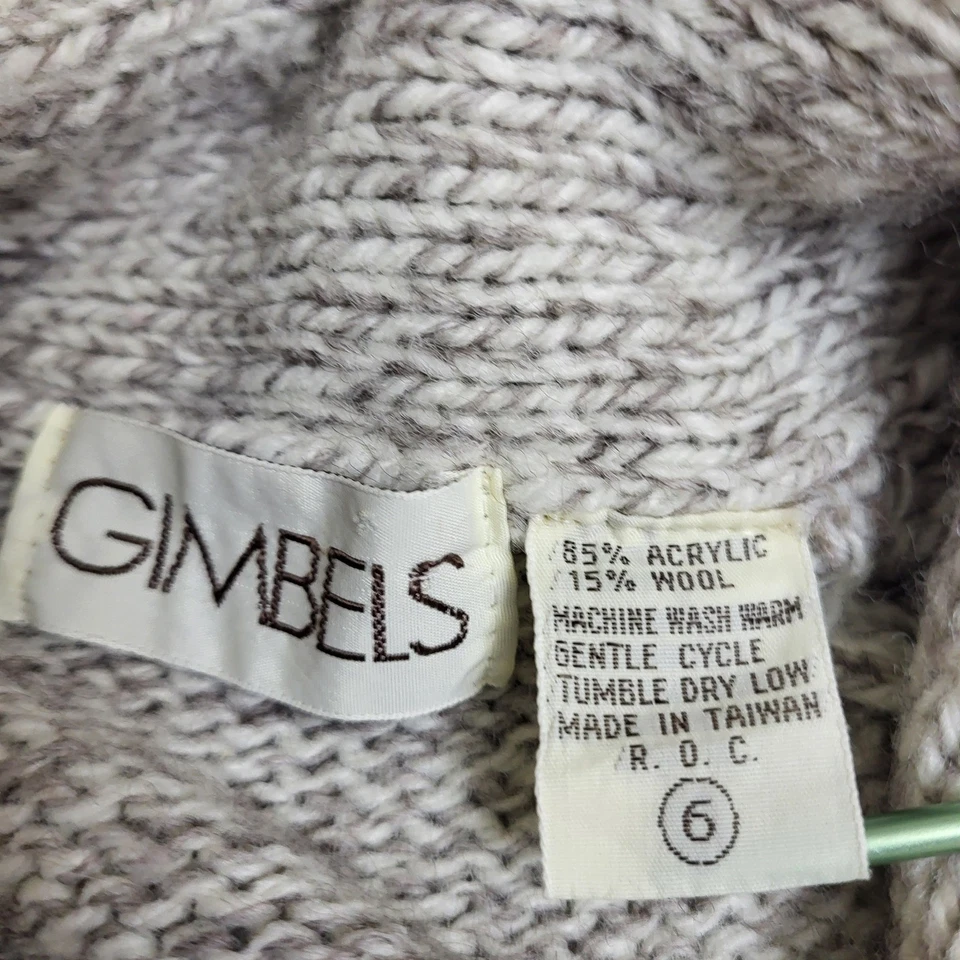 GIMBELS
85% ACRYLIC
15% WOOL
MACHINE WASH WARM
GENTLE CYCLE
TUMBLE DRY LOW
MADE IN TAIWAN
R. O. C.
6